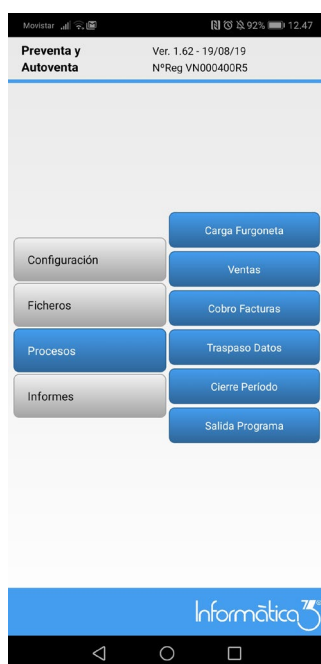 Movistar 92% 12.47
Preventa y Autoventa
Ver. 1.62 - 19/08/19
NºReg VN000400R5
Carga Furgoneta
Configuración
Ventas
Ficheros
Cobro Facturas
Procesos
Traspaso Datos
Informes
Cierre Período
Salida Programa
Informàtica3